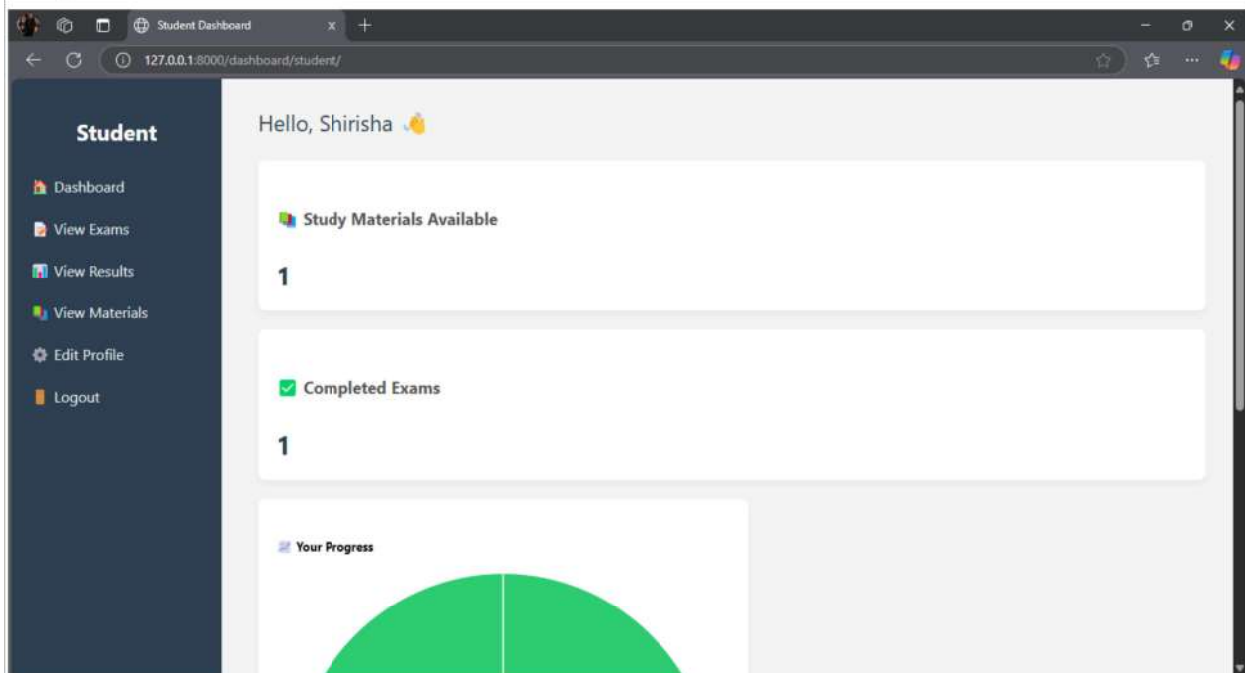 Student Dashboard
127.0.0.1:8000/dashboard/student/
Student
Dashboard
View Exams
View Results
View Materials
Edit Profile
Logout
Hello, Shirisha
Study Materials Available
1
Completed Exams
1
Your Progress